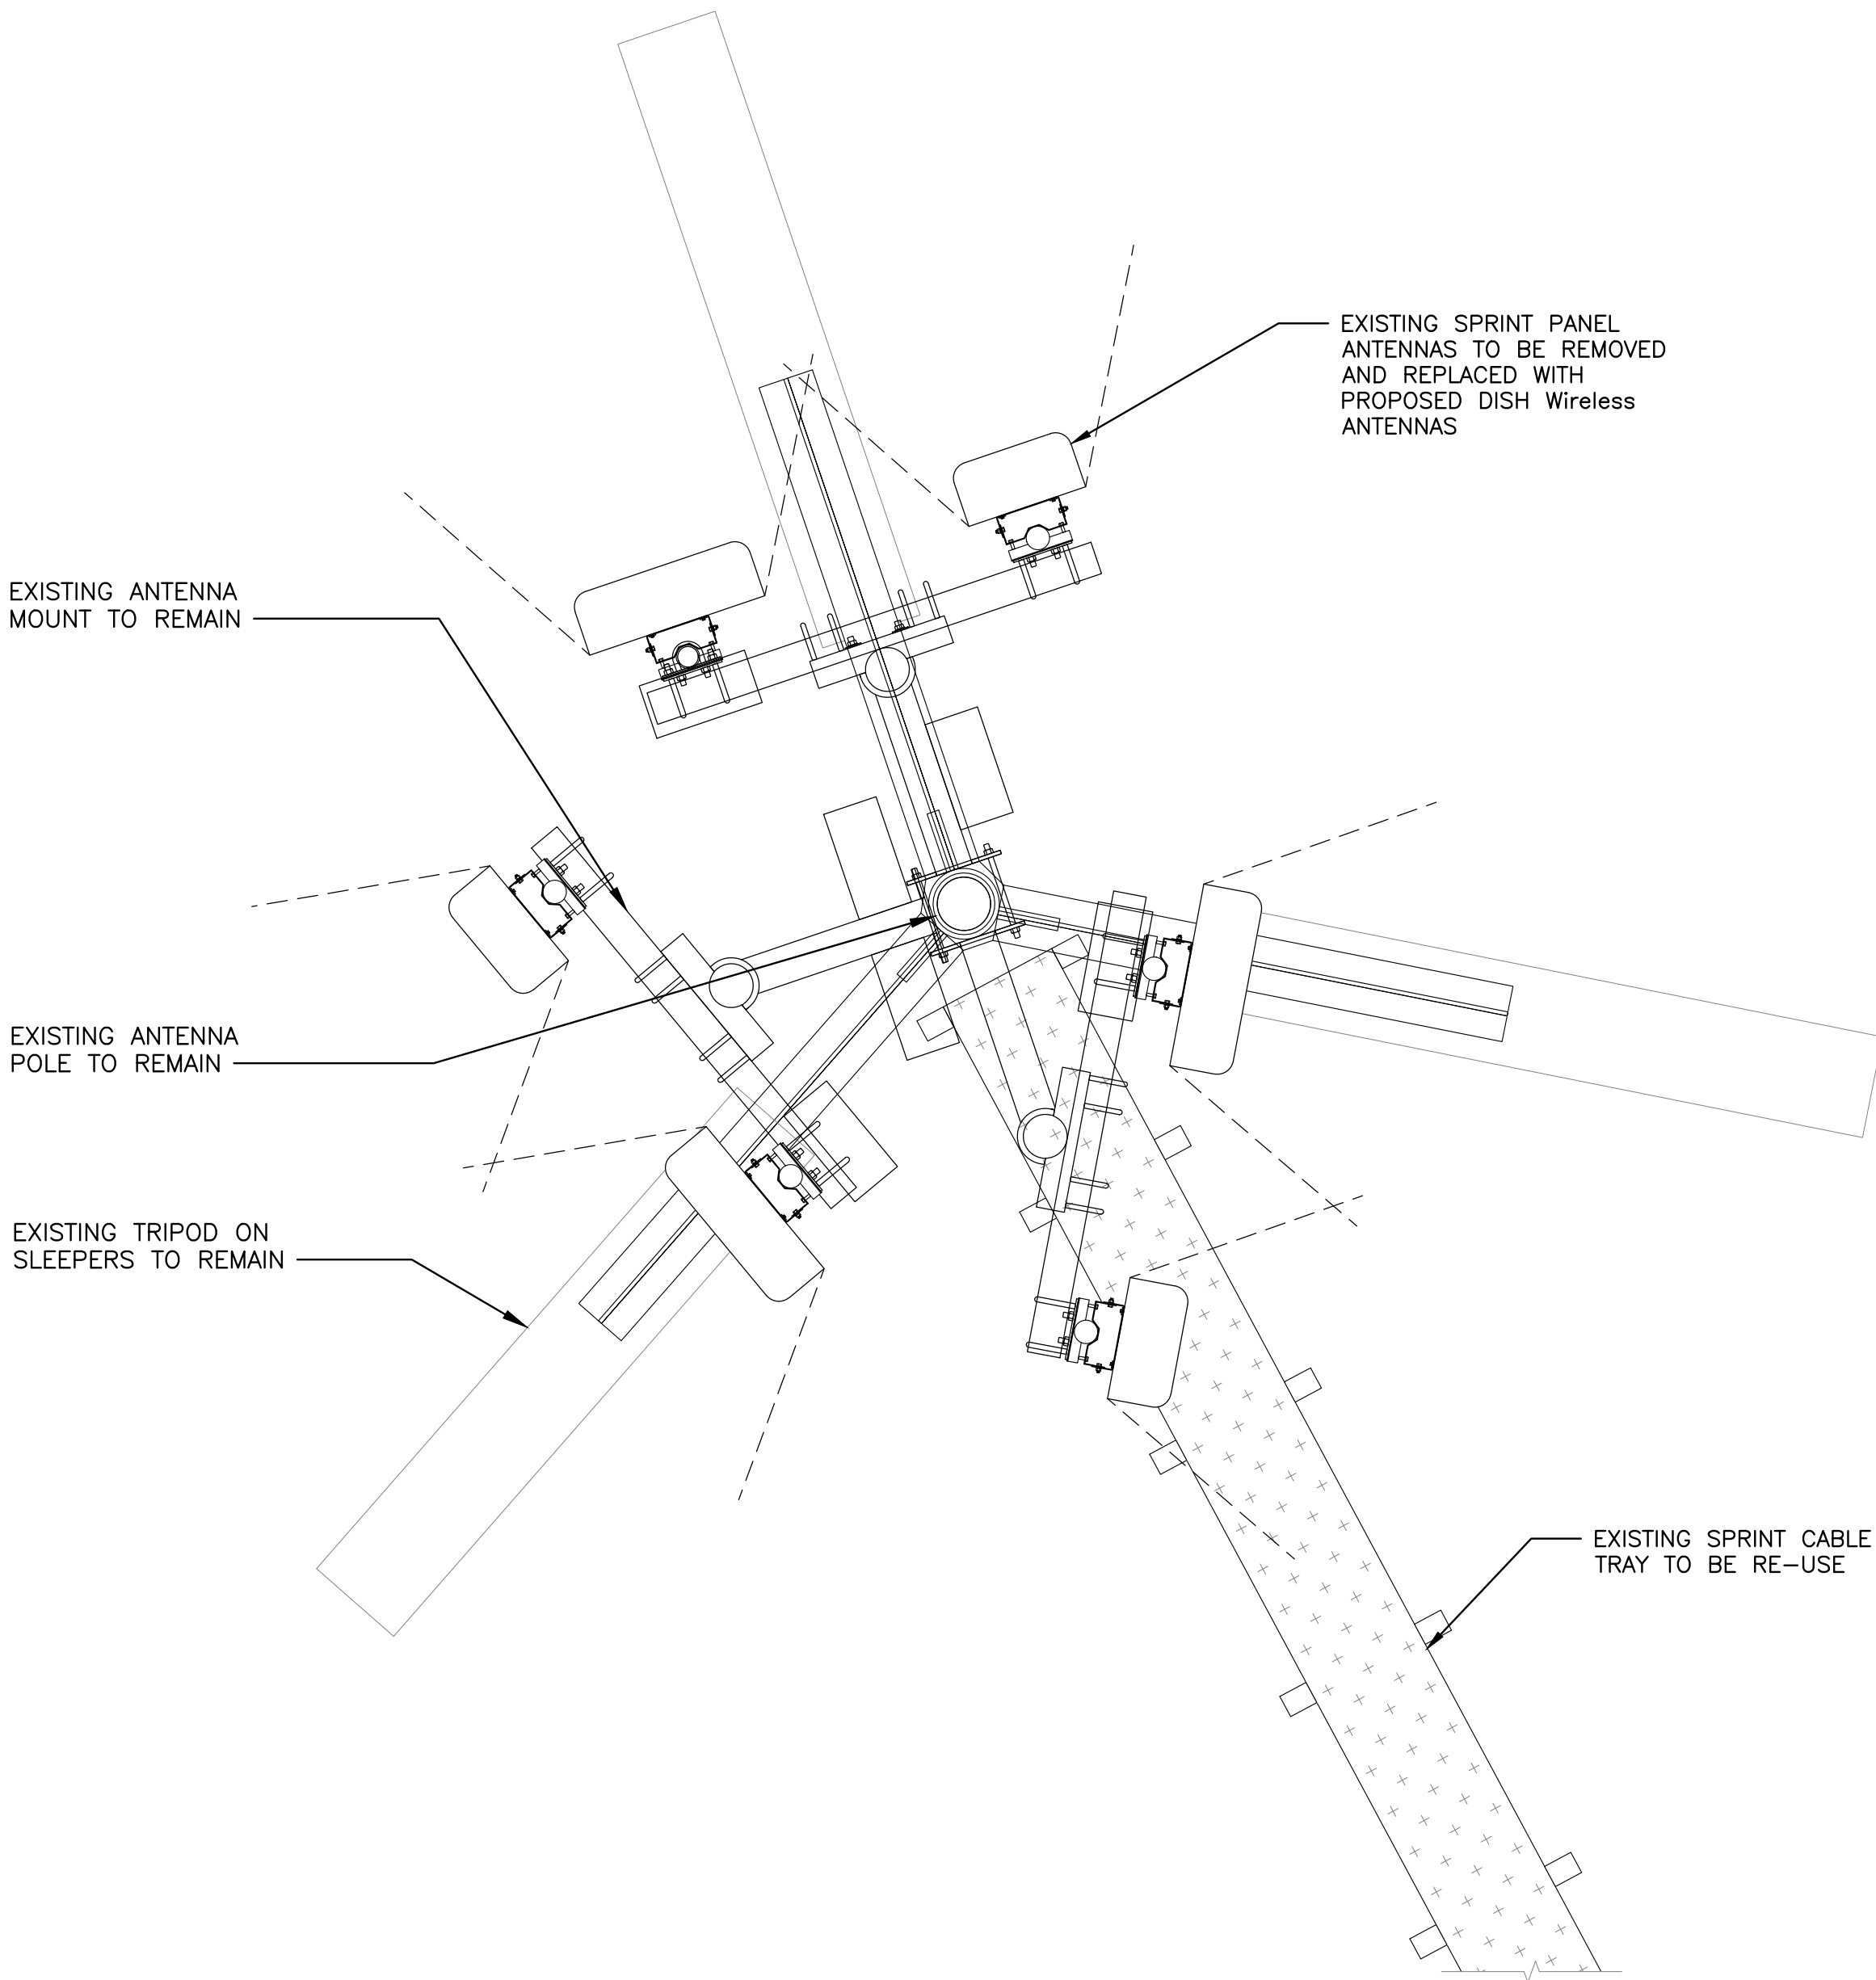 EXISTING SPRINT PANEL
ANTENNAS TO BE REMOVED
AND REPLACED WITH
PROPOSED DISH Wireless
ANTENNAS
EXISTING ANTENNA
MOUNT TO REMAIN
EXISTING ANTENNA
POLE TO REMAIN
EXISTING TRIPOD ON
SLEEPERS TO REMAIN
EXISTING SPRINT CABLE
TRAY TO BE RE-USE